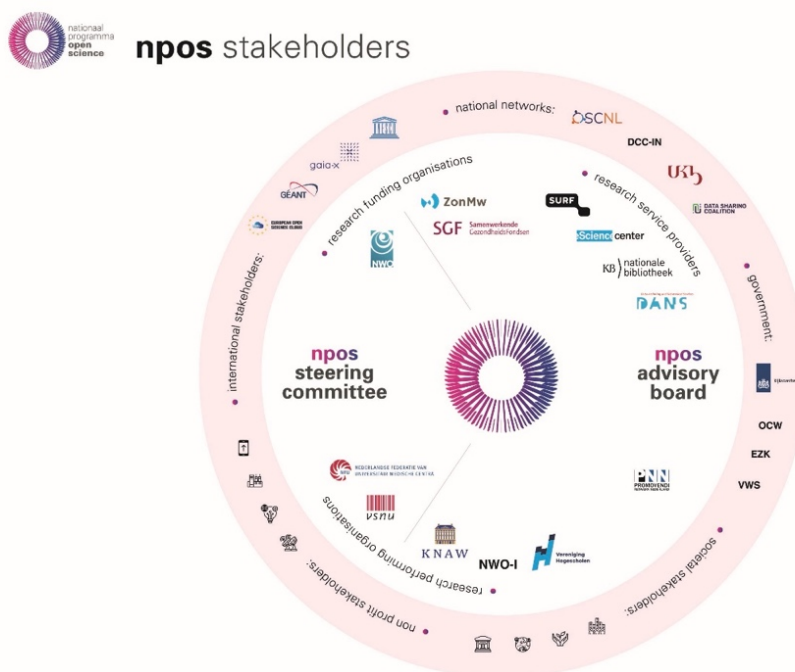 nationaal
programma
open
science
npos stakeholders
national networks:
OSCNL
DCC-IN
UKB
DATA SHARING
COALITION
gaia-x
GÉANT
EUROPEAN OPEN
SCIENCE CLOUD
international stakeholders:
research funding organisations
ZonMw
SGF Samenwerkende
GezondheidsFondsen
NWO
research service providers
SURF
eScience center
KB nationale
bibliotheek
DANS
government:
OCW
EZK
VWS
npos
steering
committee
npos
advisory
board
NFU NEDERLANDSE FEDERATIE VAN
UNIVERSITAIR MEDISCHE CENTRA
vsnu
KNAW
NWO-I
Vereniging
Hogescholen
PNN
PROMOVENDI
research performing organisations
non profit stakeholders:
societal stakeholders: